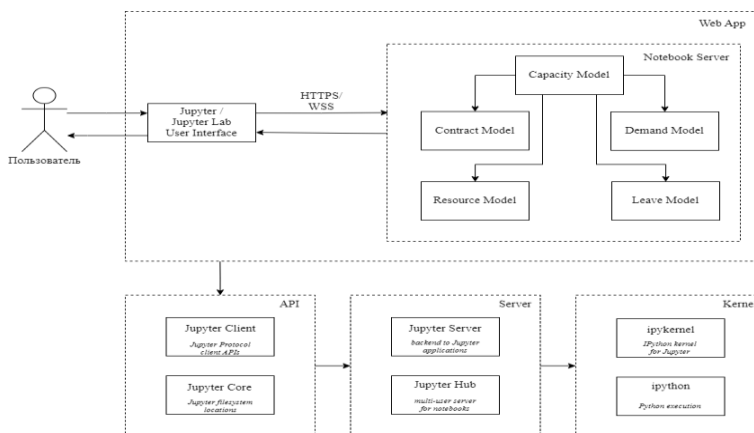 Web App
Notebook Server
Capacity Model
HTTPS/
WSS
Jupyter /
Jupyter Lab
User Interface
Contract Model
Demand Model
Пользователь
Resource Model
Leave Model
API
Server
Kerne
Jupyter Client
Jupyter Protocol
client APIs
Jupyter Server
backend to Jupyter
applications
ipykernel
IPython kernel
for Jupyter
Jupyter Core
Jupyter filesystem
locations
Jupyter Hub
multi-user server
for notebooks
ipython
Python execution